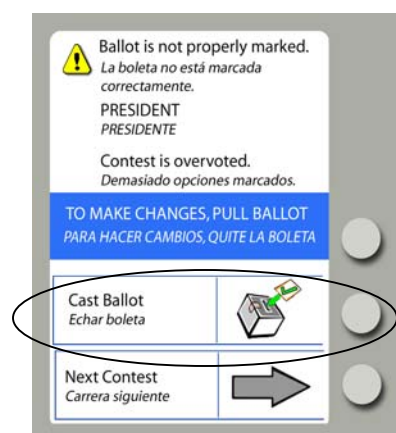 Ballot is not properly marked.
La boleta no está marcada
correctamente.
PRESIDENT
PRESIDENTE
Contest is overvoted.
Demasiado opciones marcados.
TO MAKE CHANGES, PULL BALLOT
PARA HACER CAMBIOS, QUITE LA BOLETA
Cast Ballot
Echar boleta
Next Contest
Carrera siguiente